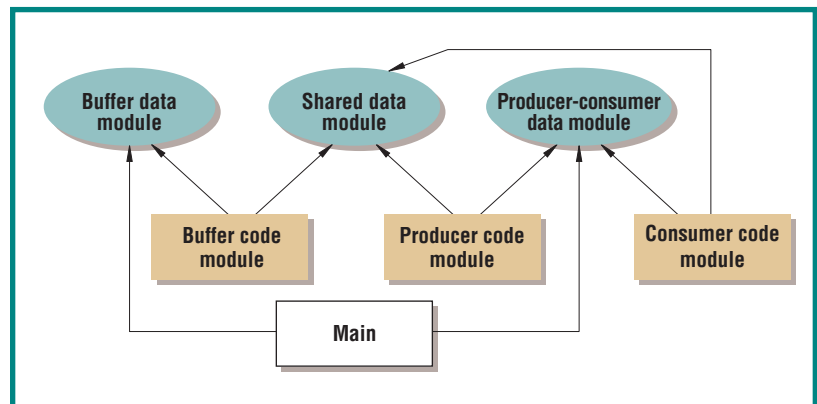 Buffer data
module
Shared data
module
Producer-consumer
data module
Buffer code
module
Producer code
module
Consumer code
module
Main